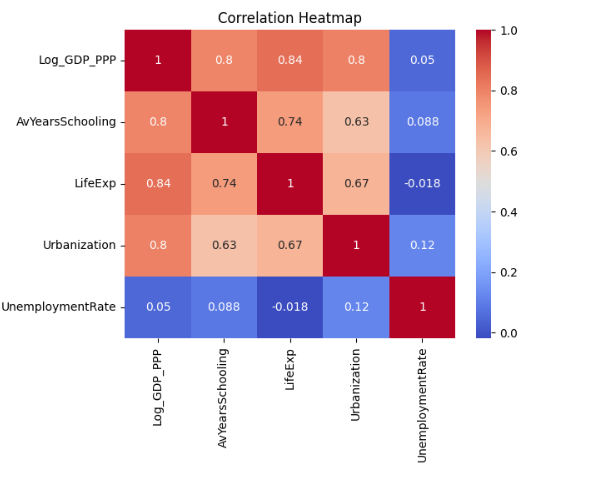 Correlation Heatmap
Log_GDP_PPP 1 0.8 0.84 0.8 0.05
AvYearsSchooling 0.8 1 0.74 0.63 0.088
LifeExp 0.84 0.74 1 0.67 -0.018
Urbanization 0.8 0.63 0.67 1 0.12
UnemploymentRate 0.05 0.088 -0.018 0.12 1
Log_GDP_PPP
AvYearsSchooling
LifeExp
Urbanization
UnemploymentRate
1.0
0.8
0.6
0.4
0.2
0.0